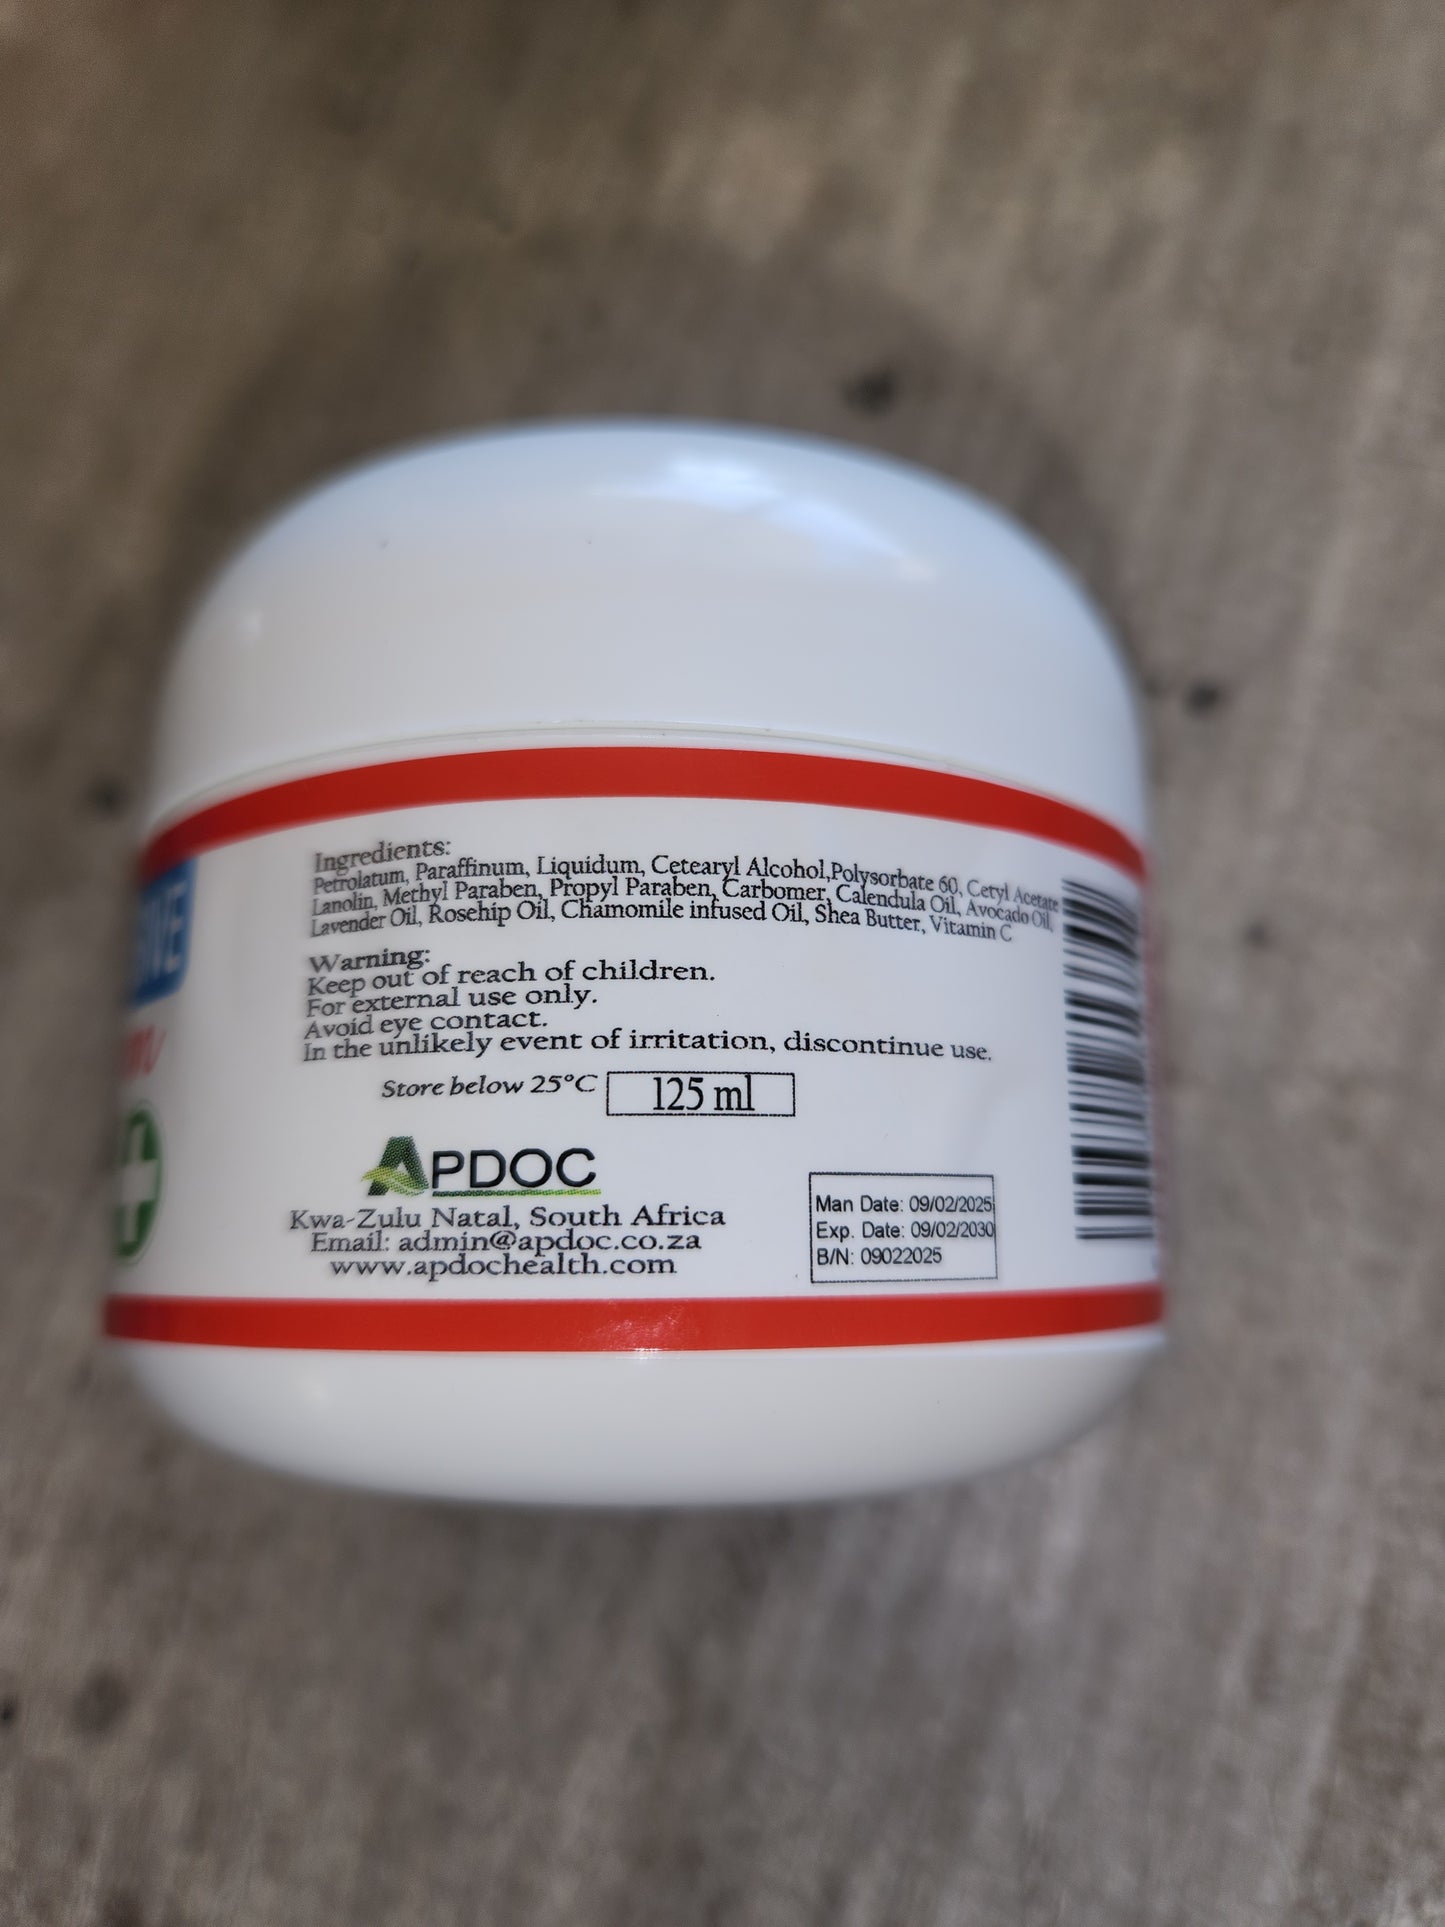 Ingredients:
Petrolatum, Paraffinum, Liquidum, Cetearyl Alcohol,Polysorbate 60, Cetyl Acetate
Lanolin, Methyl Paraben, Propyl Paraben, Carbomer, Calendula Oil, Avocado Oil,
Lavender Oil, Rosehip Oil, Chamomile infused Oil, Shea Butter, Vitamin C
Warning:
Keep out of reach of children.
For external use only.
Avoid eye contact.
In the unlikely event of irritation, discontinue use.
Store below 25°C 125 ml
APDOC
Kwa-Zulu Natal, South Africa
Email: admin@apdoc.co.za
www.apdochealth.com
Man Date: 09/02/2025
Exp. Date: 09/02/2030
B/N: 09022025